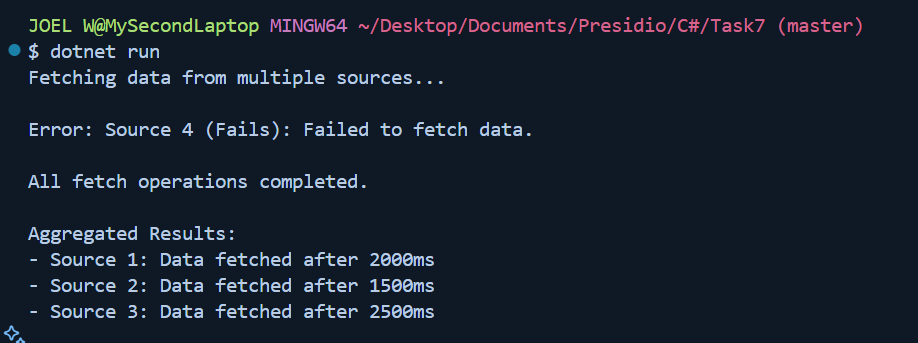 JOEL W@MySecondLaptop MINGW64 ~/Desktop/Documents/Presidio/C#/Task7 (master)
$ dotnet run
Fetching data from multiple sources...
Error: Source 4 (Fails): Failed to fetch data.
All fetch operations completed.
Aggregated Results:
- Source 1: Data fetched after 2000ms
- Source 2: Data fetched after 1500ms
- Source 3: Data fetched after 2500ms